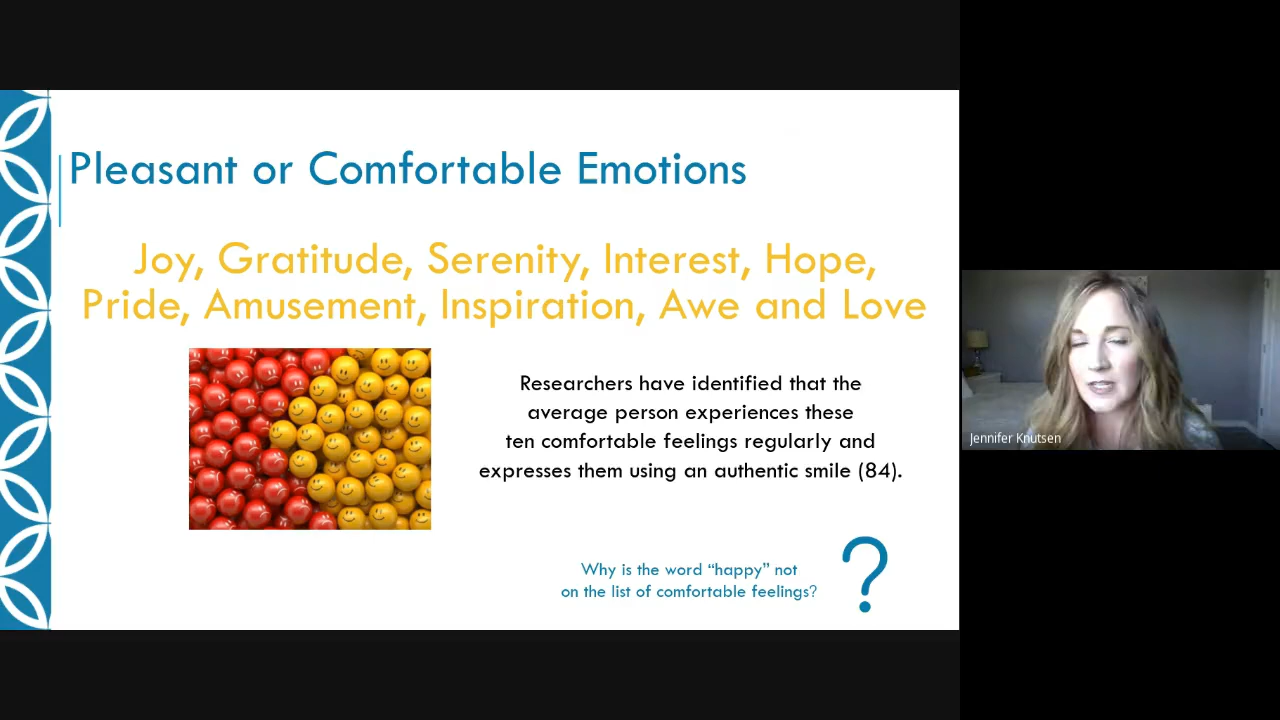 Pleasant or Comfortable Emotions
Joy, Gratitude, Serenity, Interest, Hope,
Pride, Amusement, Inspiration, Awe and Love
Researchers have identified that the
average person experiences these
ten comfortable feelings regularly and
expresses them using an authentic smile (84).
Why is the word “happy” not
on the list of comfortable feelings?
?
Jennifer Knutsen